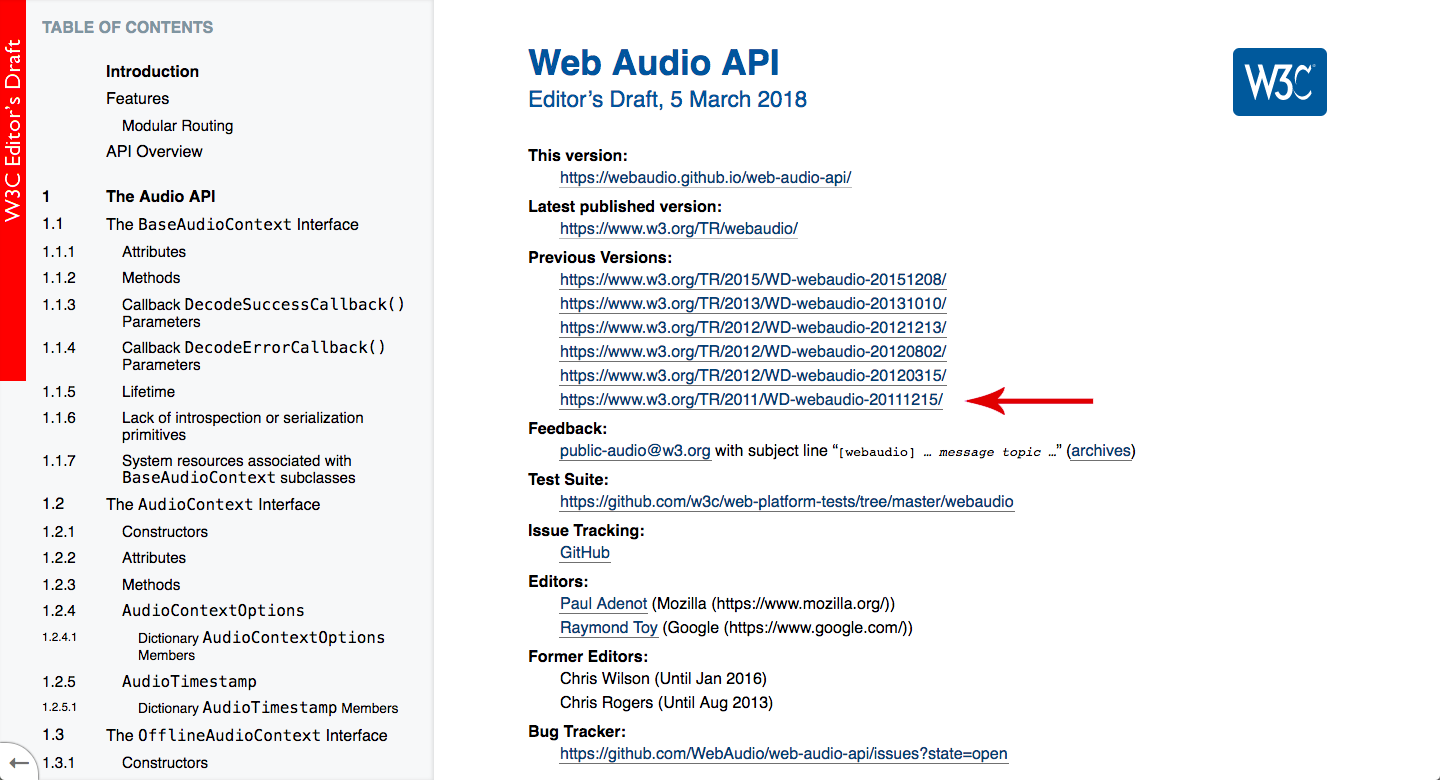 W3C Editor's Draft
TABLE OF CONTENTS
Introduction
Features
Modular Routing
API Overview
1 The Audio API
1.1 The BaseAudioContext Interface
1.1.1 Attributes
1.1.2 Methods
1.1.3 Callback DecodeSuccessCallback()
Parameters
1.1.4 Callback DecodeErrorCallback()
Parameters
1.1.5 Lifetime
1.1.6 Lack of introspection or serialization
primitives
1.1.7 System resources associated with
BaseAudioContext subclasses
1.2 The AudioContext Interface
1.2.1 Constructors
1.2.2 Attributes
1.2.3 Methods
1.2.4 AudioContextOptions
1.2.4.1 Dictionary AudioContextOptions
Members
1.2.5 AudioTimestamp
1.2.5.1 Dictionary AudioTimestamp Members
1.3 The OfflineAudioContext Interface
1.3.1 Constructors
Web Audio API
Editor’s Draft, 5 March 2018
W3C
This version:
https://webaudio.github.io/web-audio-api/
Latest published version:
https://www.w3.org/TR/webaudio/
Previous Versions:
https://www.w3.org/TR/2015/WD-webaudio-20151208/
https://www.w3.org/TR/2013/WD-webaudio-20131010/
https://www.w3.org/TR/2012/WD-webaudio-20121213/
https://www.w3.org/TR/2012/WD-webaudio-20120802/
https://www.w3.org/TR/2012/WD-webaudio-20120315/
https://www.w3.org/TR/2011/WD-webaudio-20111215/
Feedback:
public-audio@w3.org with subject line “[webaudio] … message topic …” (archives)
Test Suite:
https://github.com/w3c/web-platform-tests/tree/master/webaudio
Issue Tracking:
GitHub
Editors:
Paul Adenot (Mozilla (https://www.mozilla.org/))
Raymond Toy (Google (https://www.google.com/))
Former Editors:
Chris Wilson (Until Jan 2016)
Chris Rogers (Until Aug 2013)
Bug Tracker:
https://github.com/WebAudio/web-audio-api/issues?state=open